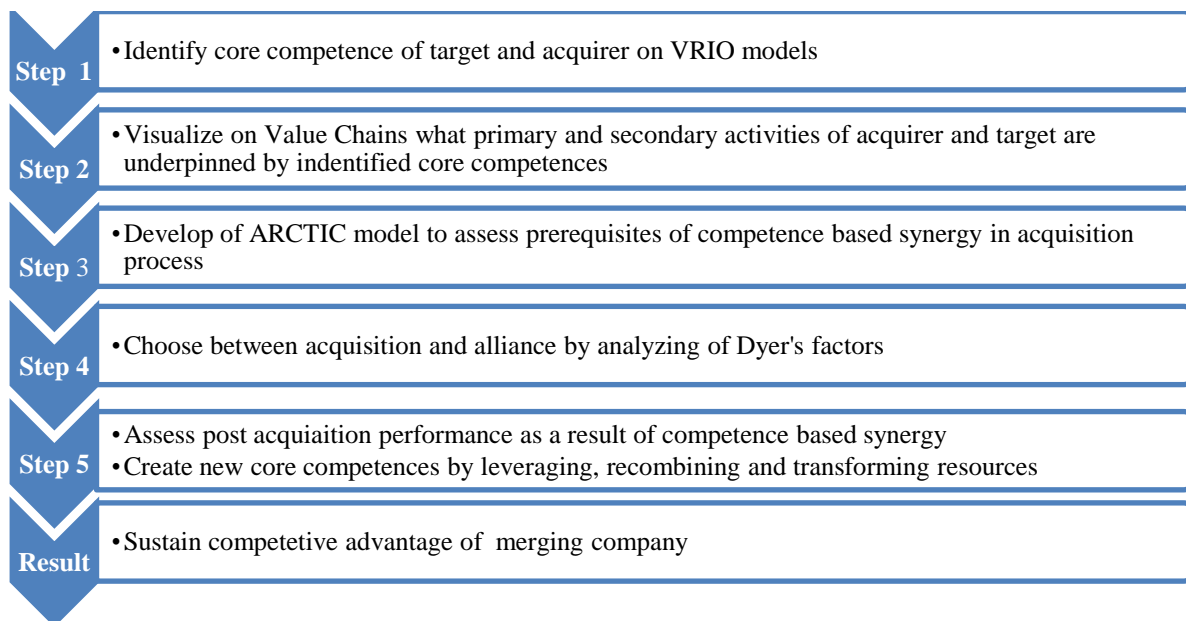 Step 1
•Identify core competence of target and acquirer on VRIO models
Step 2
•Visualize on Value Chains what primary and secondary activities of acquirer and target are
underpinned by indentified core competences
Step 3
•Develop of ARCTIC model to assess prerequisites of competence based synergy in acquisition
process
Step 4
•Choose between acquisition and alliance by analyzing of Dyer's factors
Step 5
•Assess post acquiaition performance as a result of competence based synergy
•Create new core competences by leveraging, recombining and transforming resources
Result
•Sustain competetive advantage of merging company